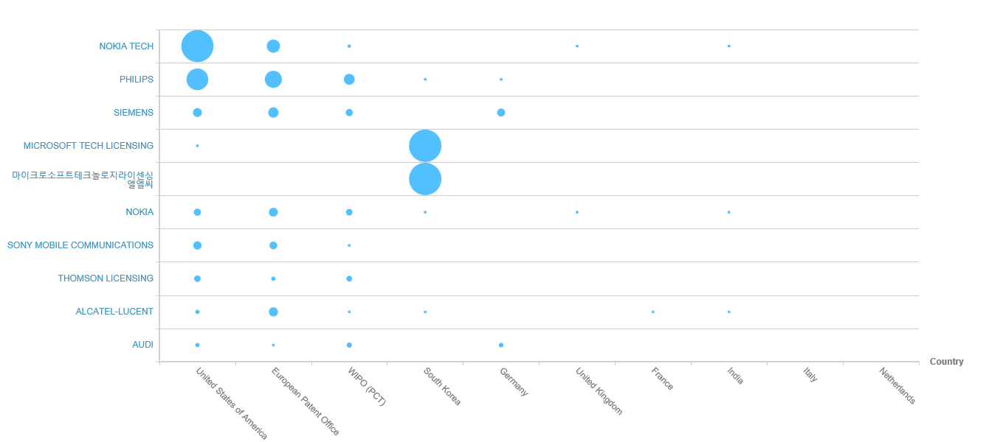 NOKIA TECH
PHILIPS
SIEMENS
MICROSOFT TECH LICENSING
마이크로소프트테크놀로지라이센싱
엘엘씨
NOKIA
SONY MOBILE COMMUNICATIONS
THOMSON LICENSING
ALCATEL-LUCENT
AUDI
Country
United States of America
European Patent Office
WIPO (PCT)
South Korea
Germany
United Kingdom
France
India
Italy
Netherlands